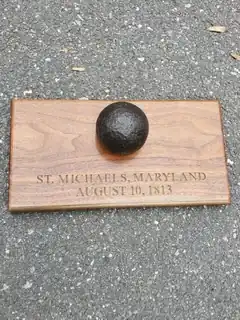 ST. MICHAELS, MARYLAND
AUGUST 10, 1813